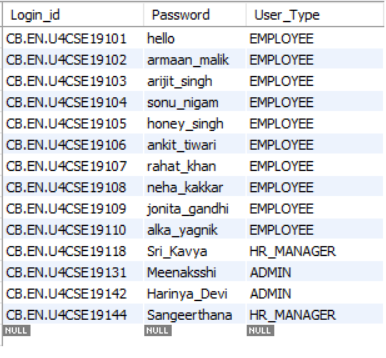 Login_id Password User_Type
CB.EN.U4CSE19101 hello EMPLOYEE
CB.EN.U4CSE19102 armaan_malik EMPLOYEE
CB.EN.U4CSE19103 arijit_singh EMPLOYEE
CB.EN.U4CSE19104 sonu_nigam EMPLOYEE
CB.EN.U4CSE19105 honey_singh EMPLOYEE
CB.EN.U4CSE19106 ankit_tiwari EMPLOYEE
CB.EN.U4CSE19107 rahat_khan EMPLOYEE
CB.EN.U4CSE19108 neha_kakkar EMPLOYEE
CB.EN.U4CSE19109 jonita_gandhi EMPLOYEE
CB.EN.U4CSE19110 alka_yagnik EMPLOYEE
CB.EN.U4CSE19118 Sri_Kavya HR_MANAGER
CB.EN.U4CSE19131 Meenaksshi ADMIN
CB.EN.U4CSE19142 Harinya_Devi ADMIN
CB.EN.U4CSE19144 Sangeerthana HR_MANAGER
NULL NULL NULL